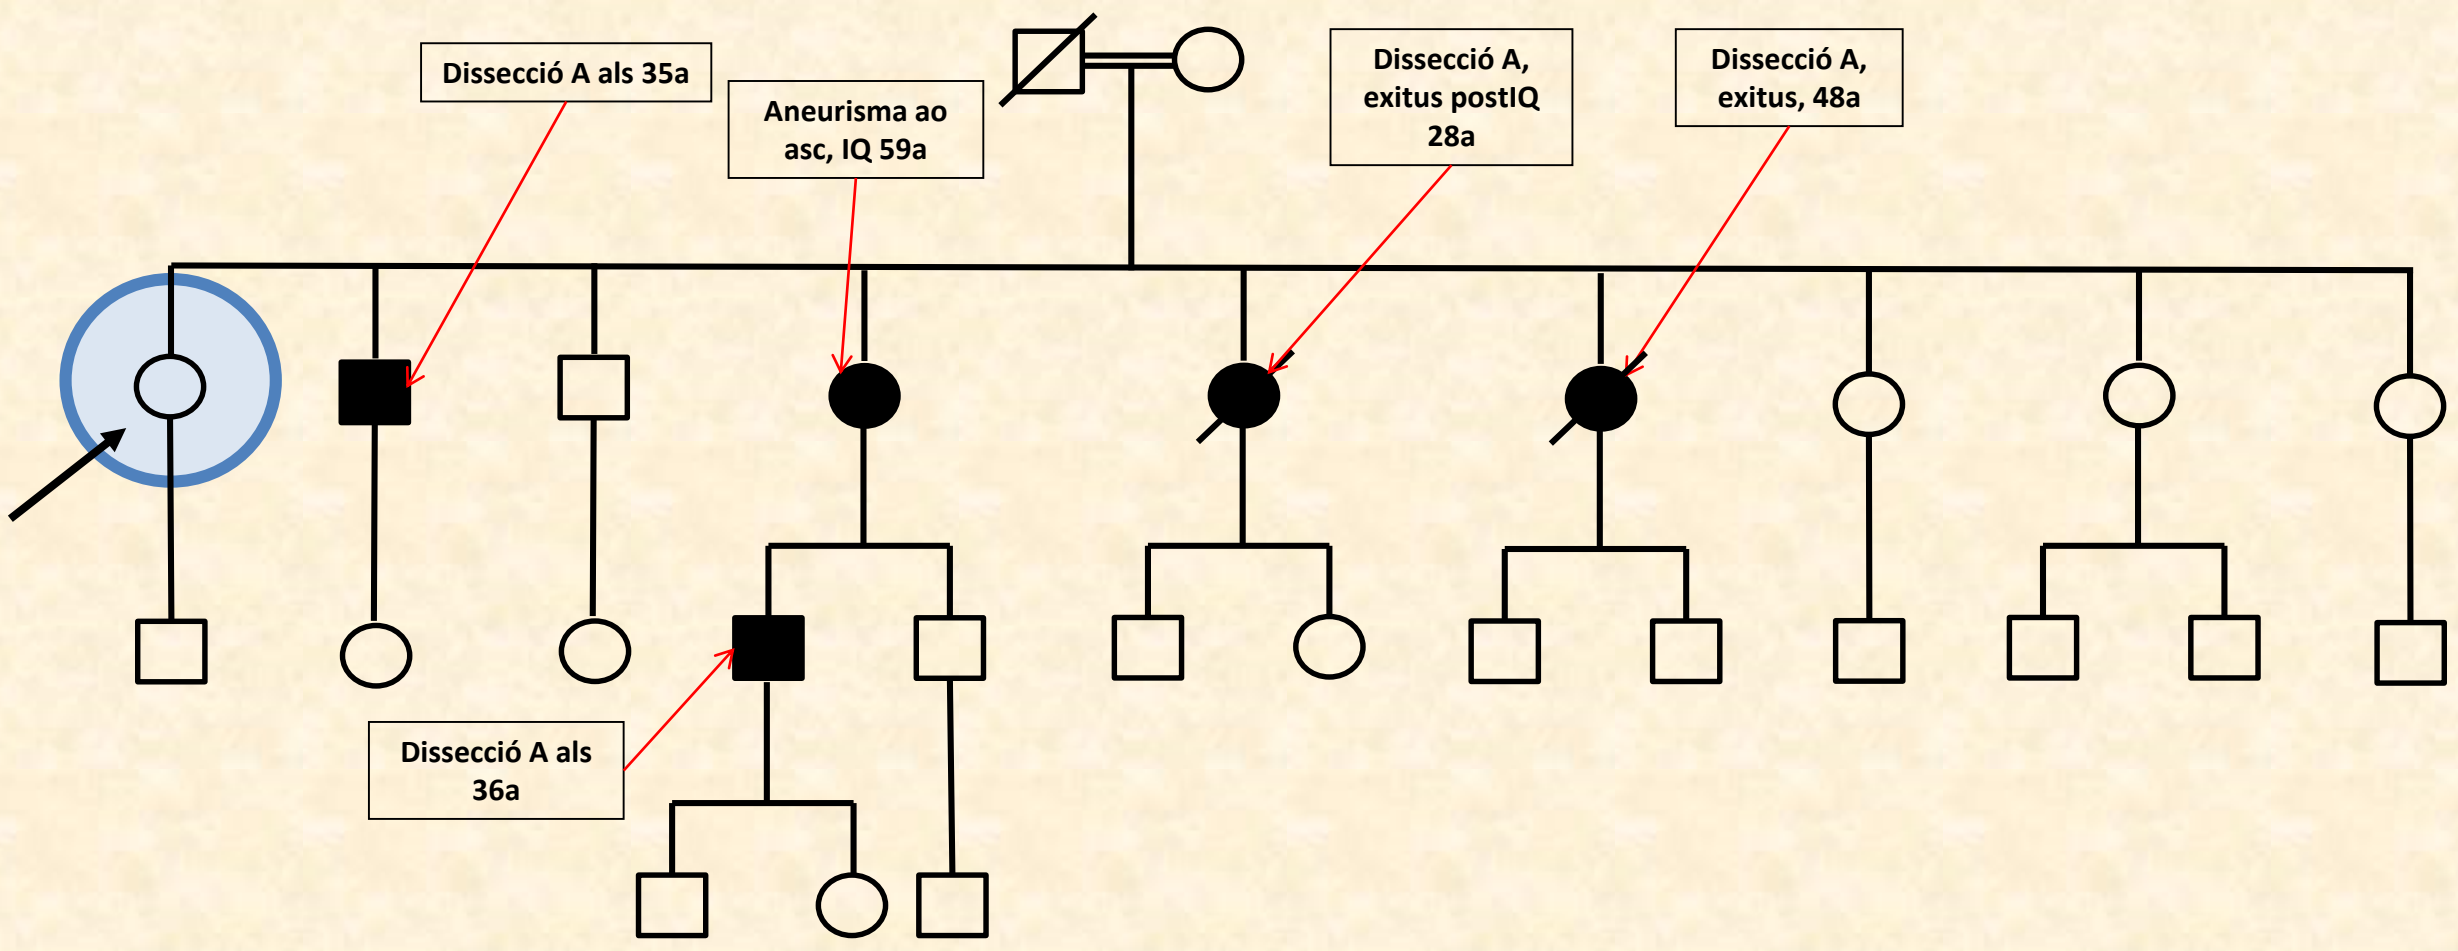 Dissecció A als 35a
Aneurisma ao
asc, IQ 59a
Dissecció A,
exitus postIQ
28a
Dissecció A,
exitus, 48a
Dissecció A als
36a